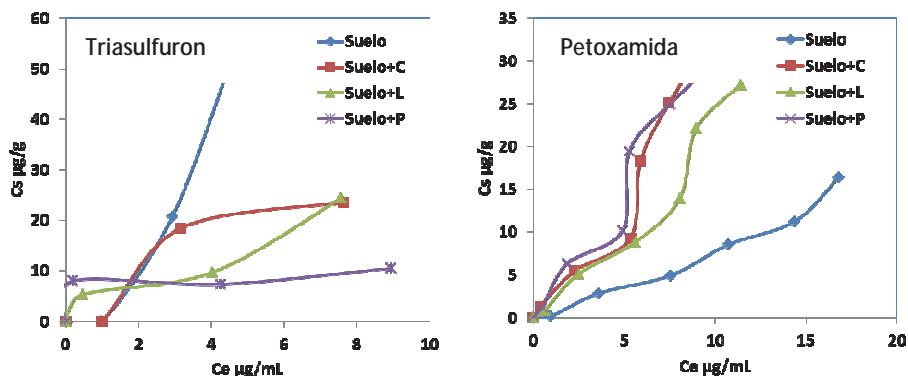 Triasulfuron
60
50
40
30
20
10
0
Cs µg/g
0 2 4 6 8 10
Ce µg/mL
Suelo
Suelo+C
Suelo+L
Suelo+P
Petoxamida
35
30
25
20
15
10
5
0
Cs µg/g
0 5 10 15 20
Ce µg/mL
Suelo
Suelo+C
Suelo+L
Suelo+P